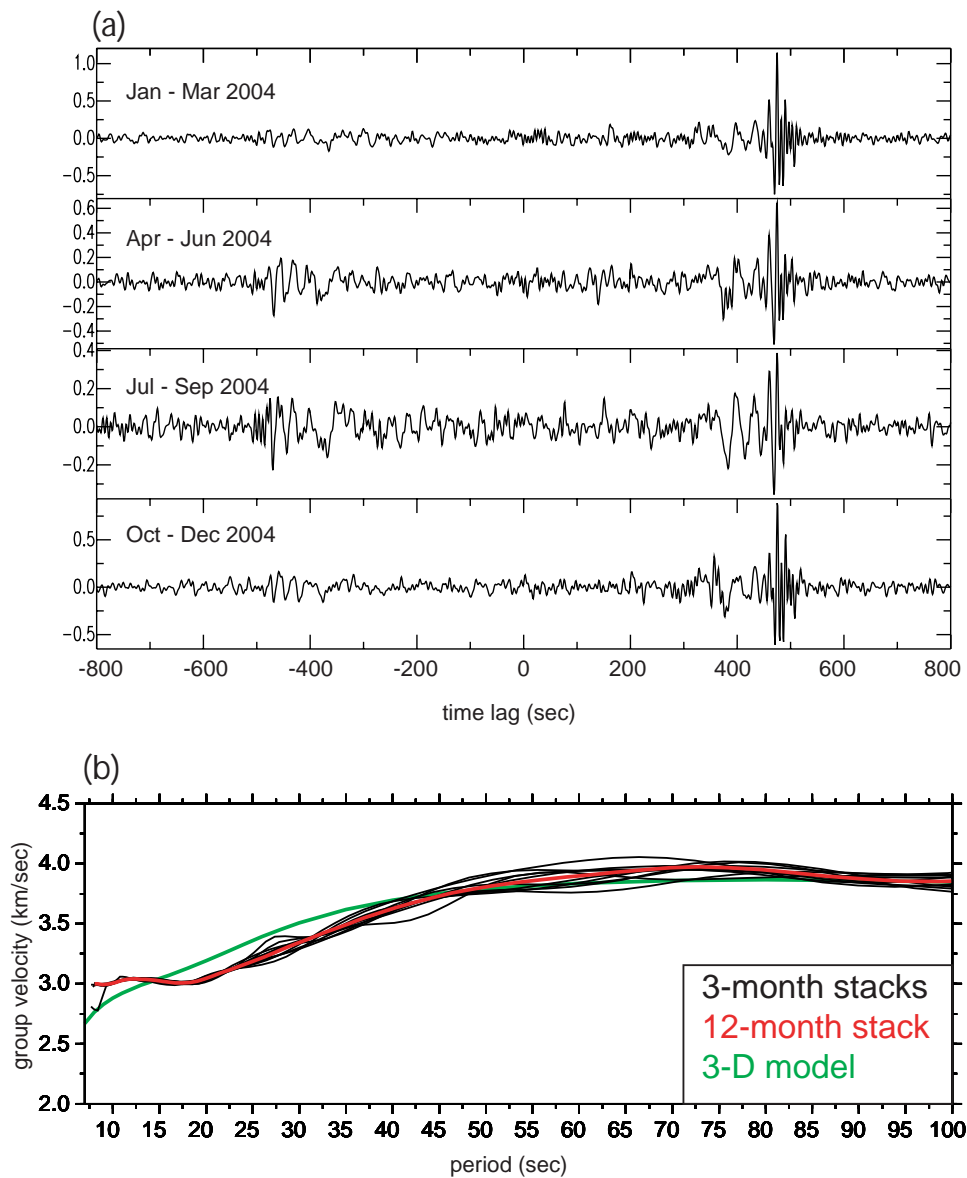 (a)
1.0
0.5
0.0
-0.5
Jan - Mar 2004
0.6
0.4
0.2
0.0
-0.2
-0.4
Apr - Jun 2004
0.4
0.2
0.0
-0.2
Jul - Sep 2004
0.5
0.0
-0.5
Oct - Dec 2004
-800 -600 -400 -200 0 200 400 600 800
time lag (sec)
(b)
4.5
4.0
3.5
3.0
2.5
2.0
group velocity (km/sec)
3-month stacks
12-month stack
3-D model
10 15 20 25 30 35 40 45 50 55 60 65 70 75 80 85 90 95 100
period (sec)